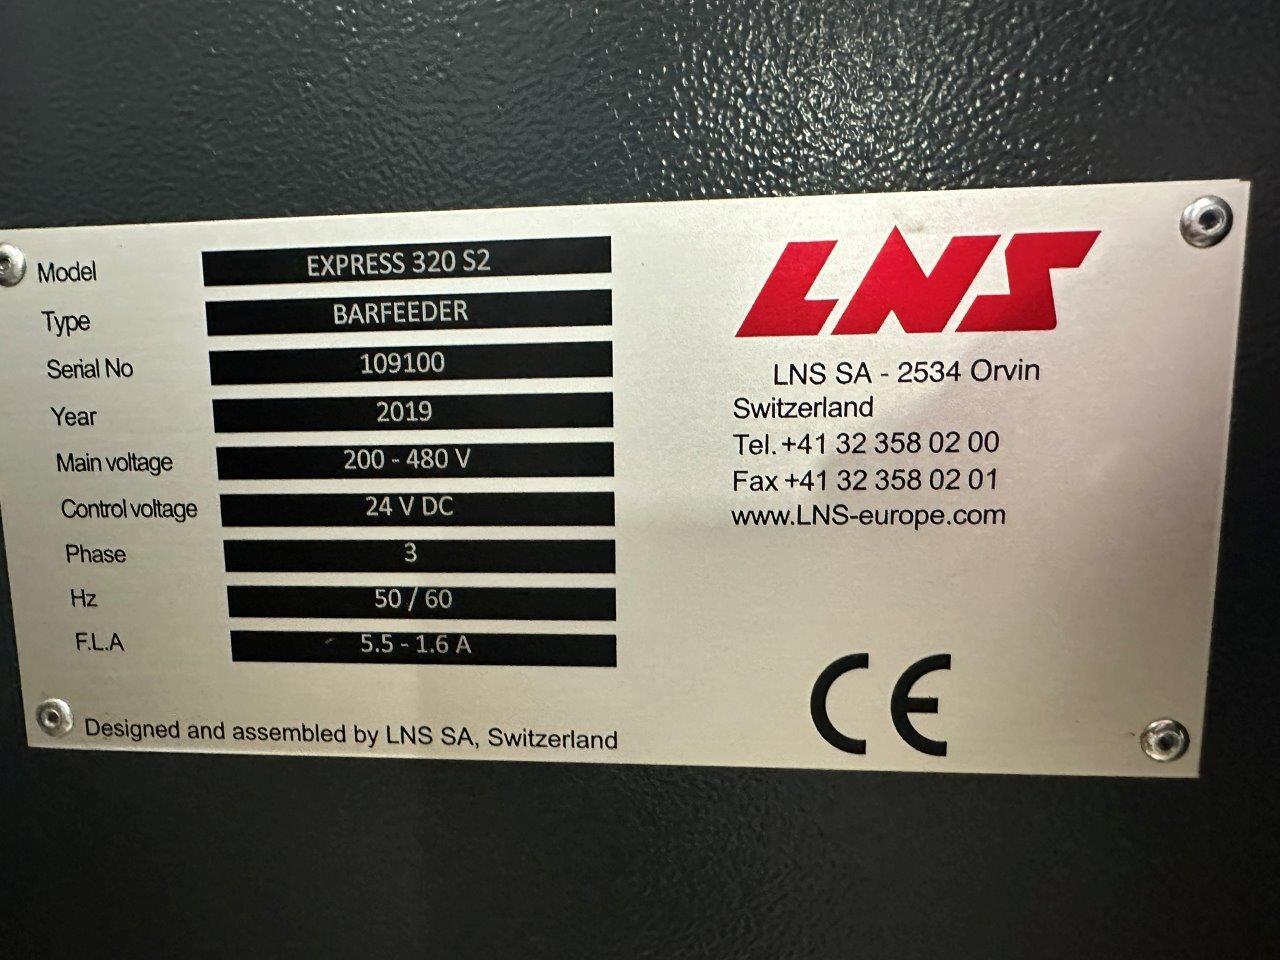 Model EXPRESS 320 S2
Type BARFEEDER
Serial No 109100
Year 2019
Main voltage 200 - 480 V
Control voltage 24 V DC
Phase 3
Hz 50 / 60
F.L.A 5.5 - 1.6 A
Designed and assembled by LNS SA, Switzerland
LNS
LNS SA - 2534 Orvin
Switzerland
Tel. +41 32 358 02 00
Fax +41 32 358 02 01
www.LNS-europe.com
CE